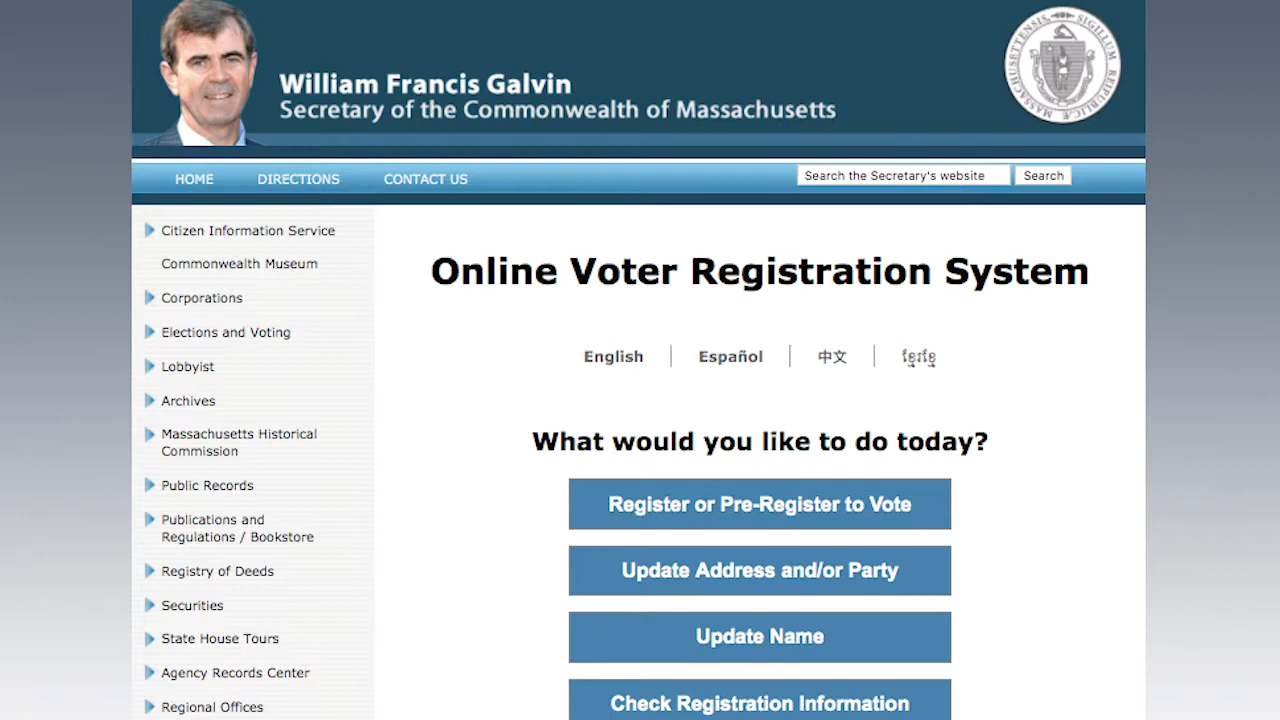 William Francis Galvin
Secretary of the Commonwealth of Massachusetts
HOME DIRECTIONS CONTACT US Search the Secretary's website Search
Citizen Information Service
Commonwealth Museum
Corporations
Elections and Voting
Lobbyist
Archives
Massachusetts Historical
Commission
Public Records
Publications and
Regulations / Bookstore
Registry of Deeds
Securities
State House Tours
Agency Records Center
Regional Offices
Online Voter Registration System
English Español 中文 ខ្មែរខ្មែ
What would you like to do today?
Register or Pre-Register to Vote
Update Address and/or Party
Update Name
Check Registration Information